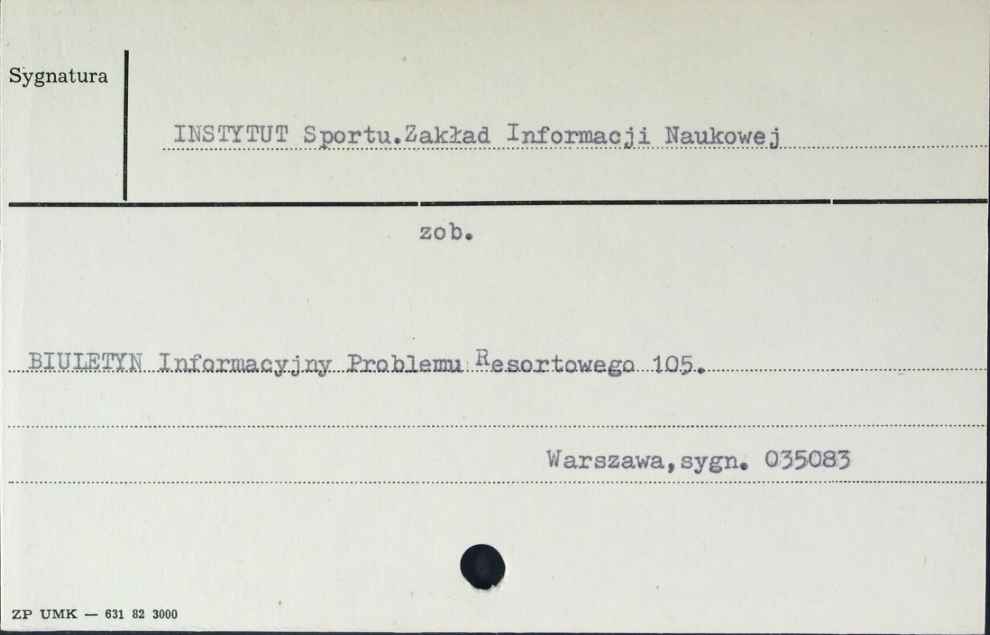 Sygnatura
INSTYTUT Sportu.Zakład Informacji Naukowej
zob.
BIULETYN Informacyjny Problemu Resortowego 105.
Warszawa,sygn. 035083
ZP UMK — 631 82 3000